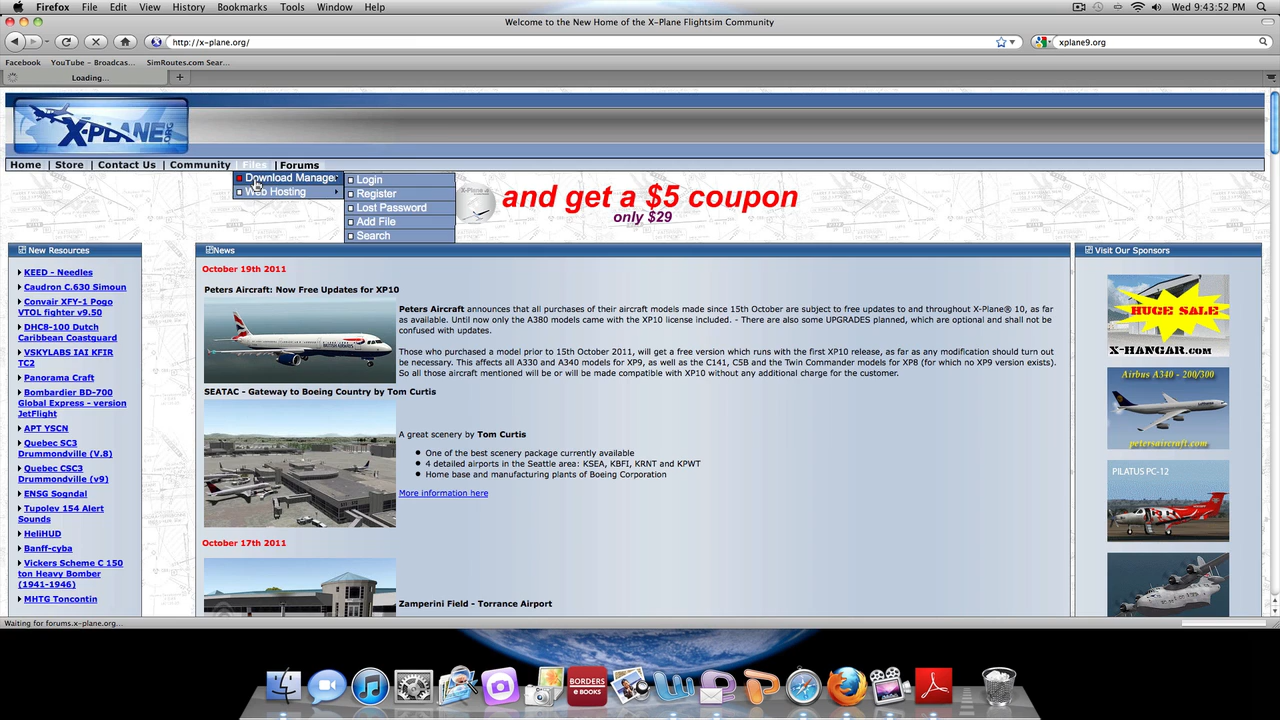 Firefox File Edit View History Bookmarks Tools Window Help Wed 9:43:52 PM
Welcome to the New Home of the X-Plane Flightsim Community
http://x-plane.org/
xplane9.org
Facebook YouTube - Broadcas... SimRoutes.com Sear...
Loading...
X-PLANE.ORG
Home | Store | Contact Us | Community | Files | Forums
Download Manager
Web Hosting
Login
Register
Lost Password
Add File
Search
and get a $5 coupon
only $29
New Resources
KEED - Needles
Caudron C.630 Simoun
Convair XFY-1 Pogo
VTOL fighter v9.50
DHC8-100 Dutch
Caribbean Coastguard
VSKYLABS IAI KFIR
TC2
Panorama Craft
Bombardier BD-700
Global Express - version
JetFlight
APT YSCN
Quebec SC3
Drummondville (V.8)
Quebec CSC3
Drummondville (v9)
ENSG Sogndal
Tupolev 154 Alert
Sounds
HeliHUD
Banff-cyba
Vickers Scheme C 150
ton Heavy Bomber
(1941-1946)
MHTG Toncontin
News
October 19th 2011
Peters Aircraft: Now Free Updates for XP10
Peters Aircraft announces that all purchases of their aircraft models made since 15th October are subject to free updates to and throughout X-Plane® 10, as far
as available. Until now only the A380 models came with the XP10 license included. - There are also some UPGRADES planned, which are optional and shall not be
confused with updates.
Those who purchased a model prior to 15th October 2011, will get a free version which runs with the first XP10 release, as far as any modification should turn out
be necessary. This affects all A330 and A340 models for XP9, as well as the C141, CSB and the Twin Commander models for XP8 (for which no XP9 version exists).
So all those aircraft mentioned will be or will be made compatible with XP10 without any additional charge for the customer.
SEATAC - Gateway to Boeing Country by Tom Curtis
A great scenery by Tom Curtis
One of the best scenery package currently available
4 detailed airports in the Seattle area: KSEA, KBFI, KRNT and KPWT
Home base and manufacturing plants of Boeing Corporation
More information here
October 17th 2011
Zamperini Field - Torrance Airport
Visit Our Sponsors
HUGE SALE
X-HANGAR.COM
Airbus A340 - 200/300
petersaircraft.com
PILATUS PC-12
Waiting for forums.x-plane.org...
BORDERS
eBOOKS